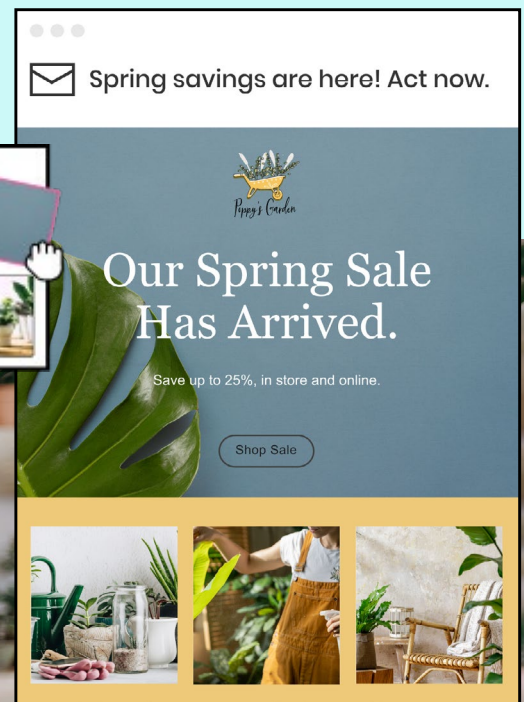 Spring savings are here! Act now.
Poppy's Garden
Our Spring Sale
Has Arrived.
Save up to 25%, in store and online.
Shop Sale